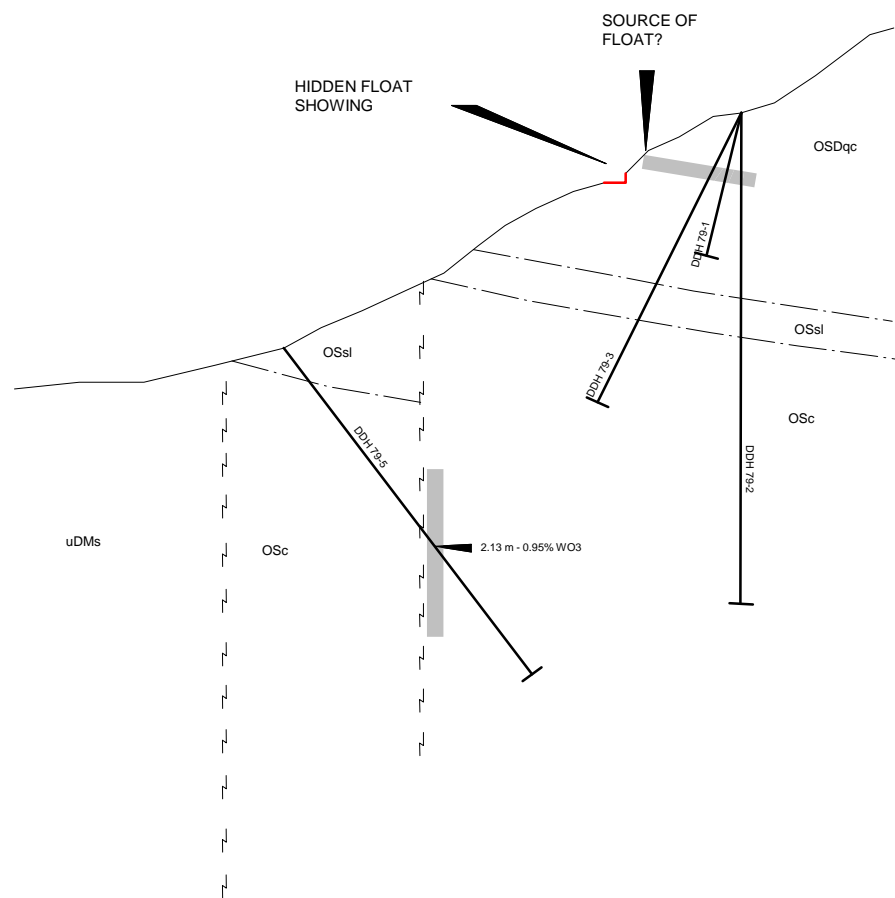 SOURCE OF
FLOAT?
HIDDEN FLOAT
SHOWING
OSDqc
DDH 79-1
OSsl
OSsl
DDH 79-3
OSc
DDH 79-5
DDH 79-2
uDMs
OSc
2.13 m - 0.95% WO3